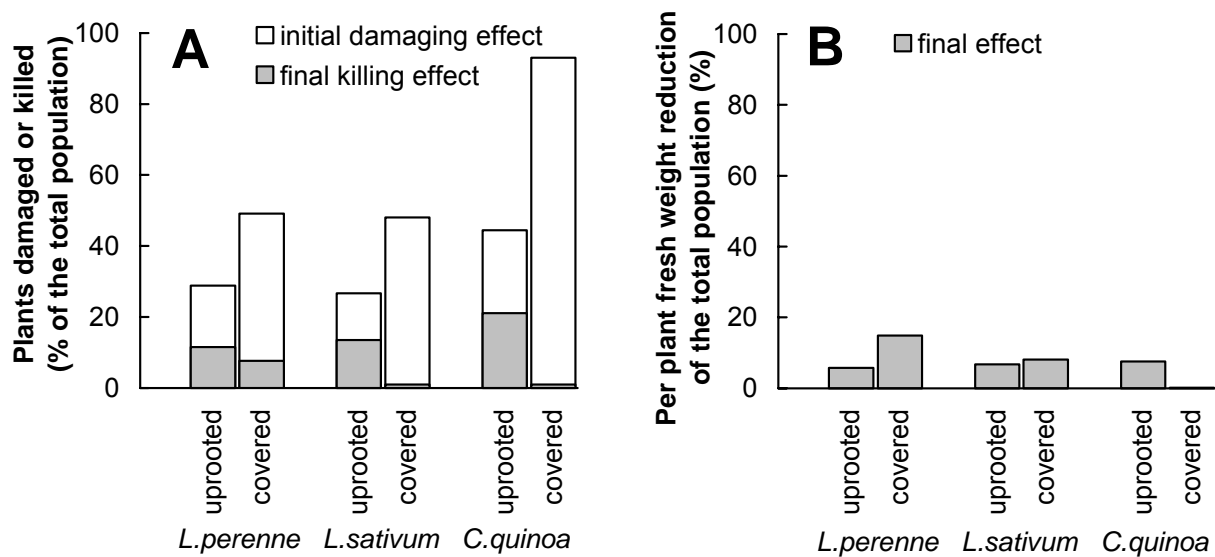 Plants damaged or killed
(% of the total population)
100
80
60
40
20
0
A
initial damaging effect
final killing effect
uprooted
covered
uprooted
covered
uprooted
covered
L.perenne
L.sativum
C.quinoa
Per plant fresh weight reduction
of the total population (%)
100
80
60
40
20
0
B
final effect
uprooted
covered
uprooted
covered
uprooted
covered
L.perenne
L.sativum
C.quinoa